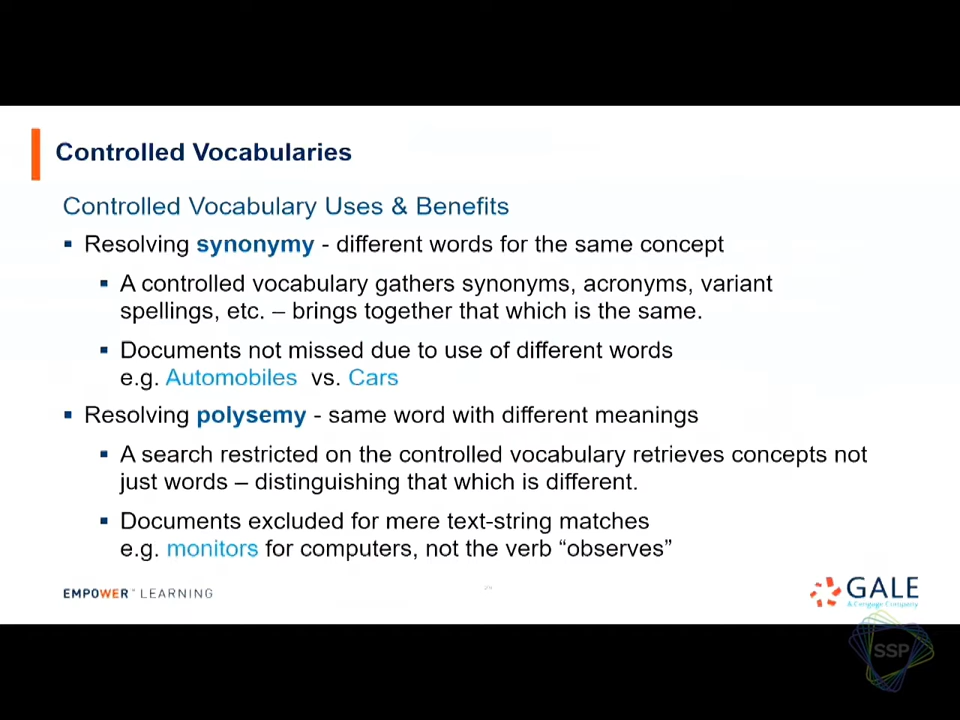 Controlled Vocabularies
Controlled Vocabulary Uses & Benefits
▪ Resolving synonymy - different words for the same concept
▪ A controlled vocabulary gathers synonyms, acronyms, variant
spellings, etc. – brings together that which is the same.
▪ Documents not missed due to use of different words
e.g. Automobiles vs. Cars
▪ Resolving polysemy - same word with different meanings
▪ A search restricted on the controlled vocabulary retrieves concepts not
just words – distinguishing that which is different.
▪ Documents excluded for mere text-string matches
e.g. monitors for computers, not the verb “observes”
EMPOWER™ LEARNING
GALE
A Cengage Company
SSP